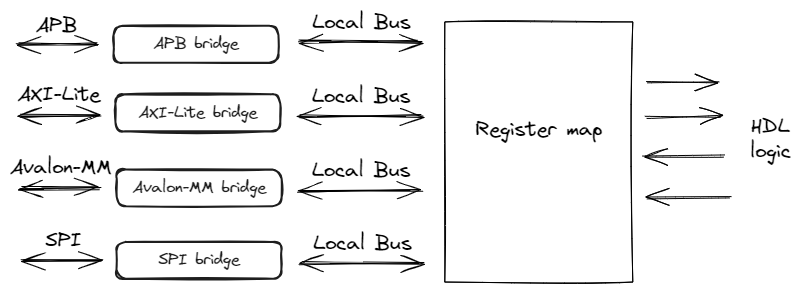 APB
APB bridge
Local Bus
AXI-Lite
AXI-Lite bridge
Local Bus
Avalon-MM
Avalon-MM bridge
Local Bus
SPI
SPI bridge
Local Bus
Register map
HDL
logic